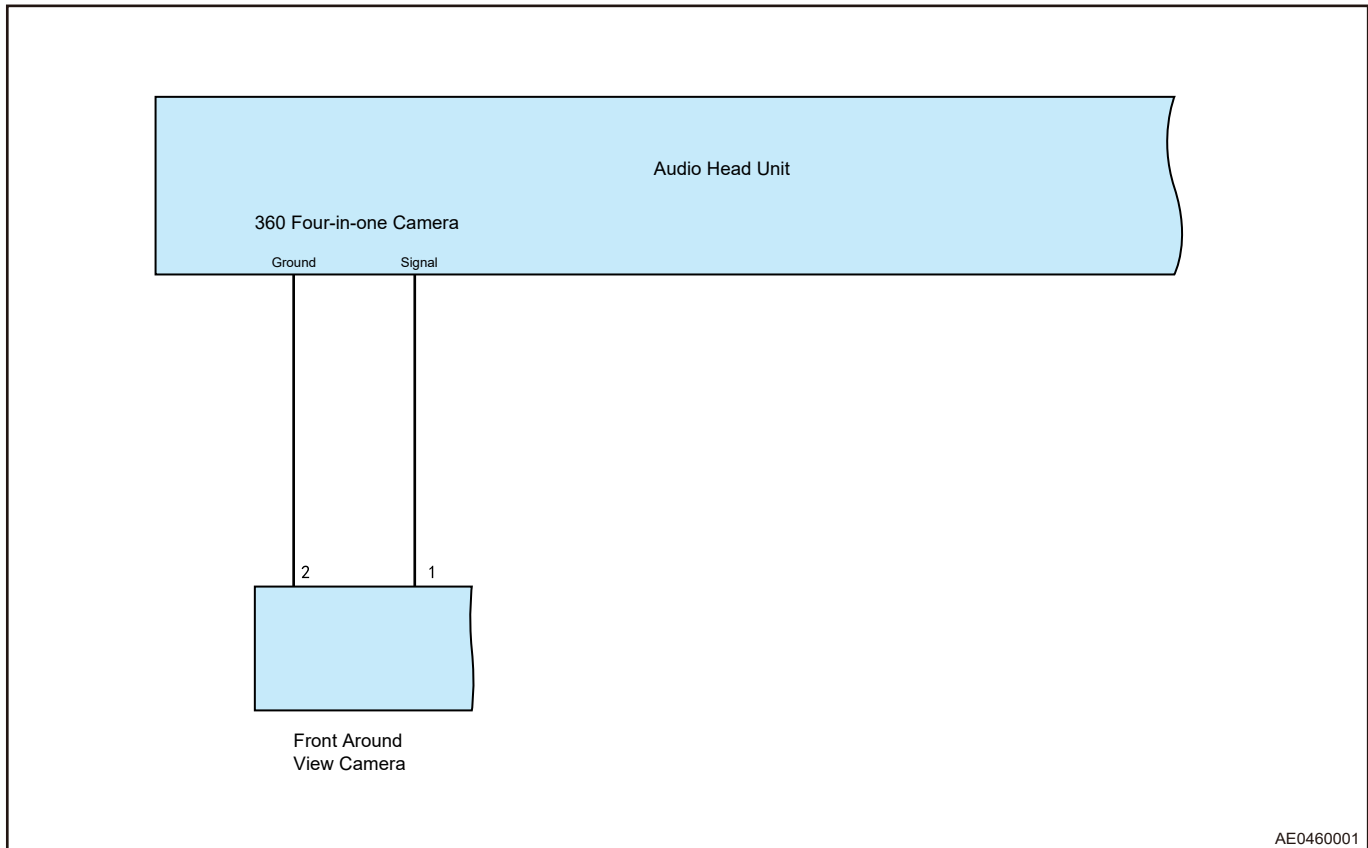 Audio Head Unit
360 Four-in-one Camera
Ground Signal
2 1
Front Around
View Camera
AE0460001